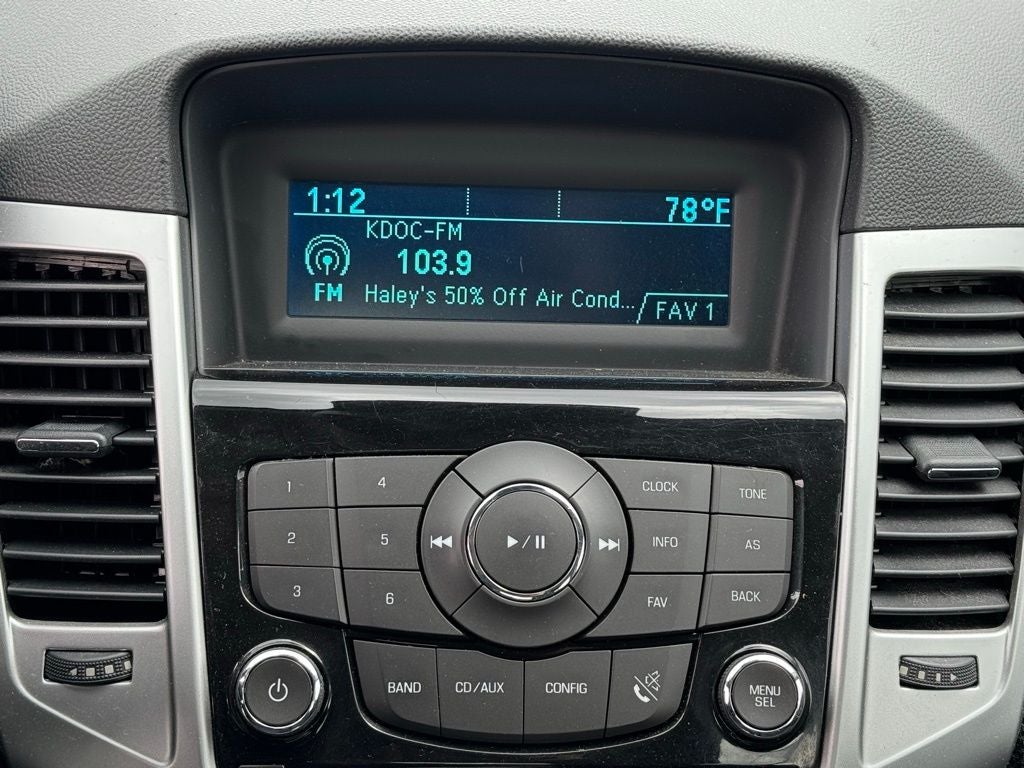 1:12
78°F
KDOC-FM
103.9
FM
Haley's 50% Off Air Cond...
FAV 1
1
4
CLOCK
TONE
2
5
INFO
AS
3
6
FAV
BACK
BAND
CD/AUX
CONFIG
MENU
SEL